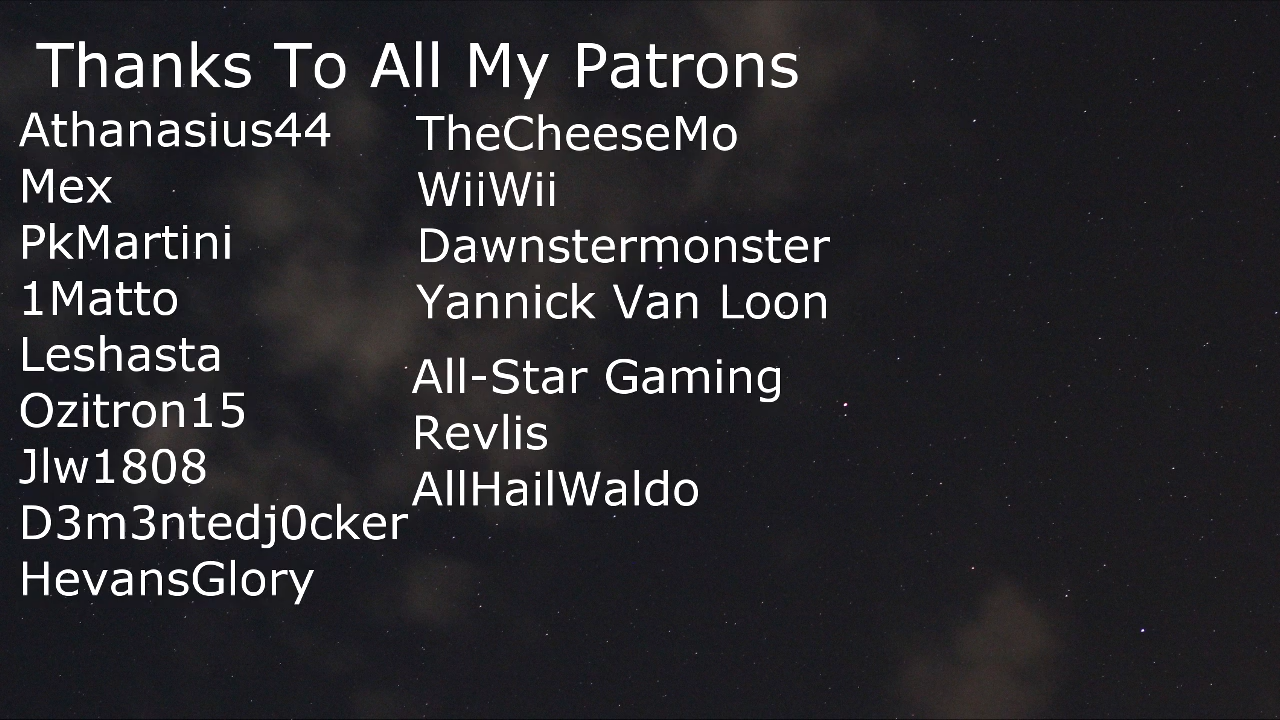 Thanks To All My Patrons
Athanasius44
Mex
PkMartini
1Matto
Leshasta
Ozitron15
Jlw1808
D3m3ntedj0cker
HevansGlory
TheCheeseMo
WiiWii
Dawnstermonster
Yannick Van Loon
All-Star Gaming
Revlis
AllHailWaldo